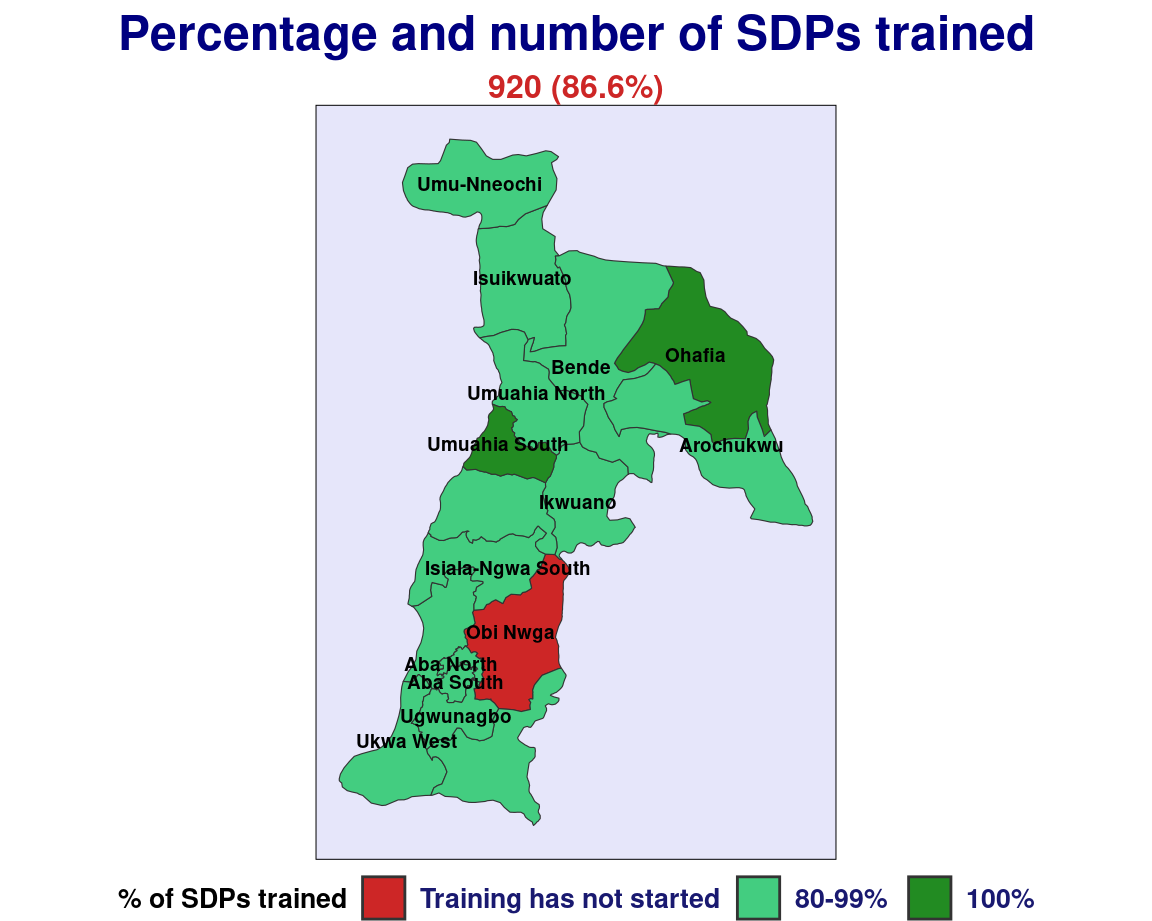 Percentage and number of SDPs trained
920 (86.6%)
Umu-Nneochi
Isuikwuato
Ohafia
Bende
Umuahia North
Umuahia South
Arochukwu
Ikwuano
Isiala-Ngwa South
Obi Nwga
Aba North
Aba South
Ugwunagbo
Ukwa West
% of SDPs trained Training has not started 80-99% 100%